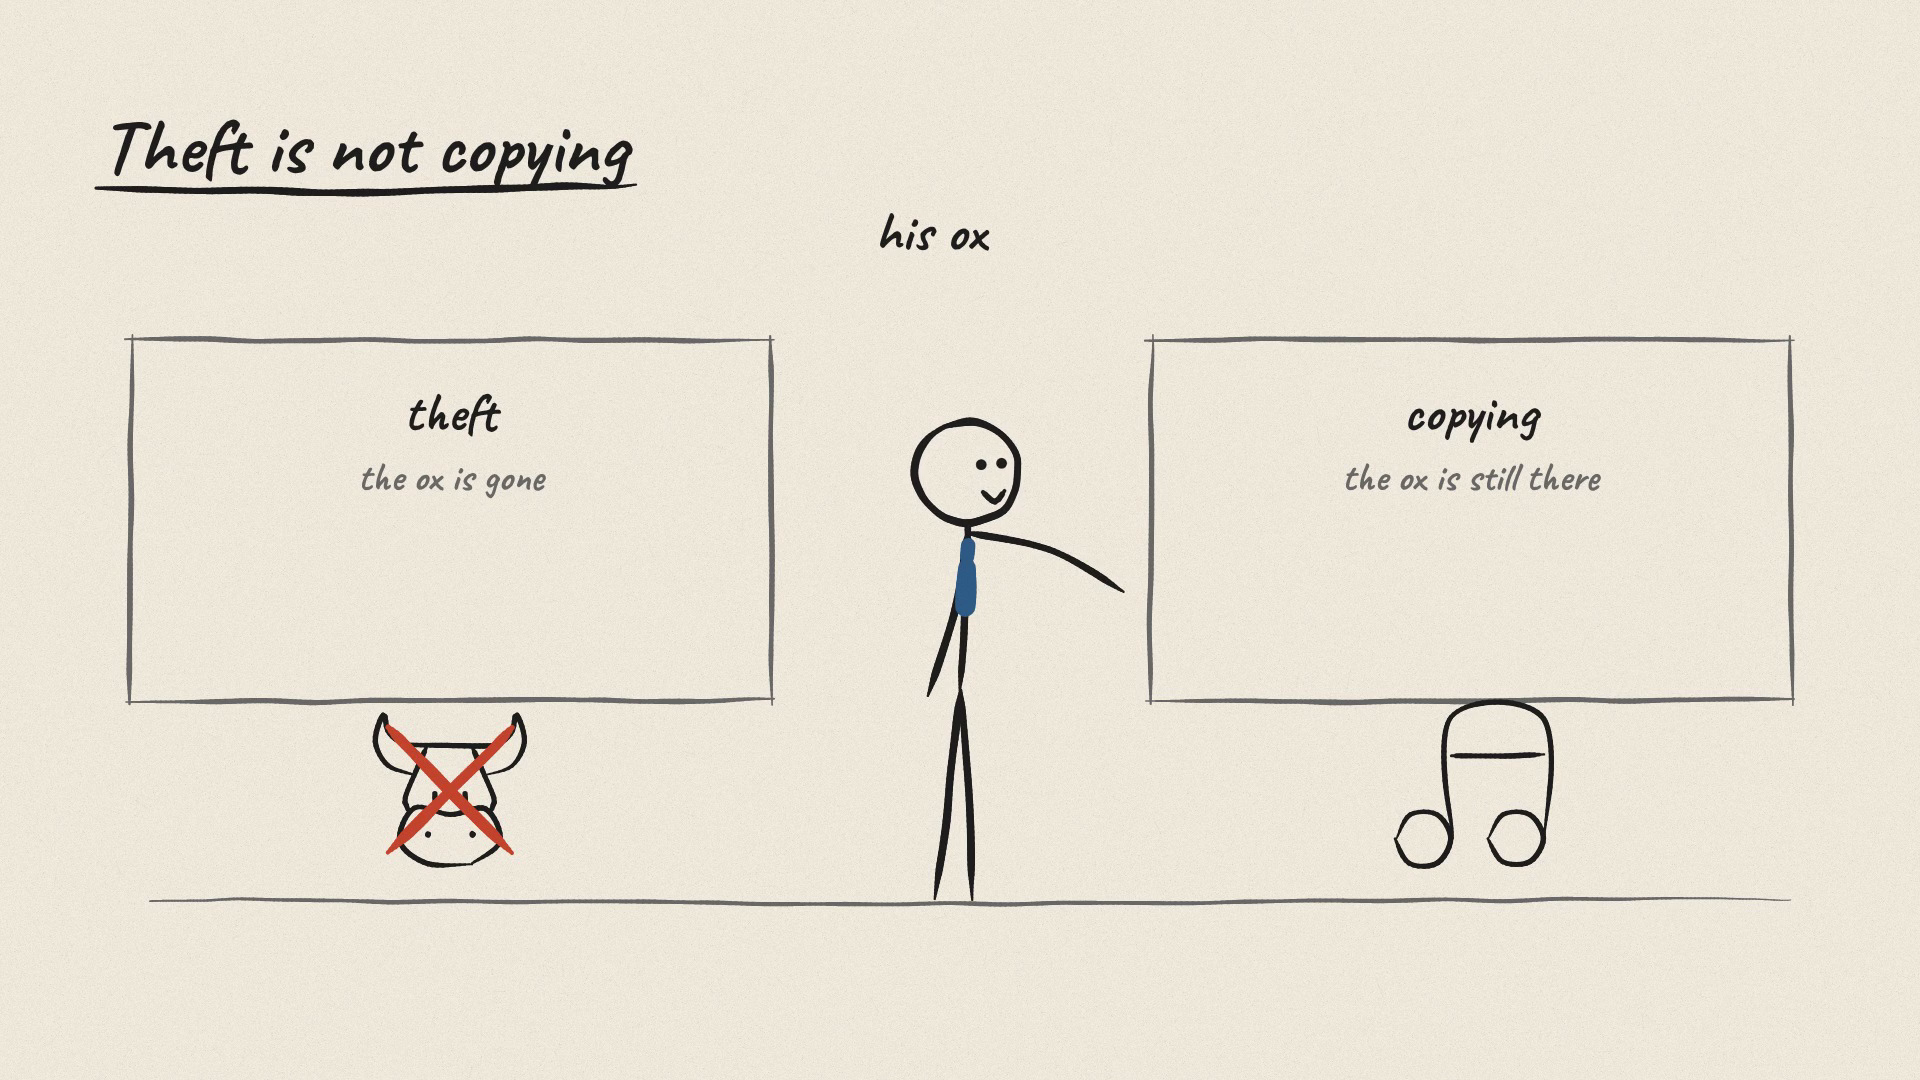 Theft is not copying
his ox
theft
the ox is gone
copying
the ox is still there